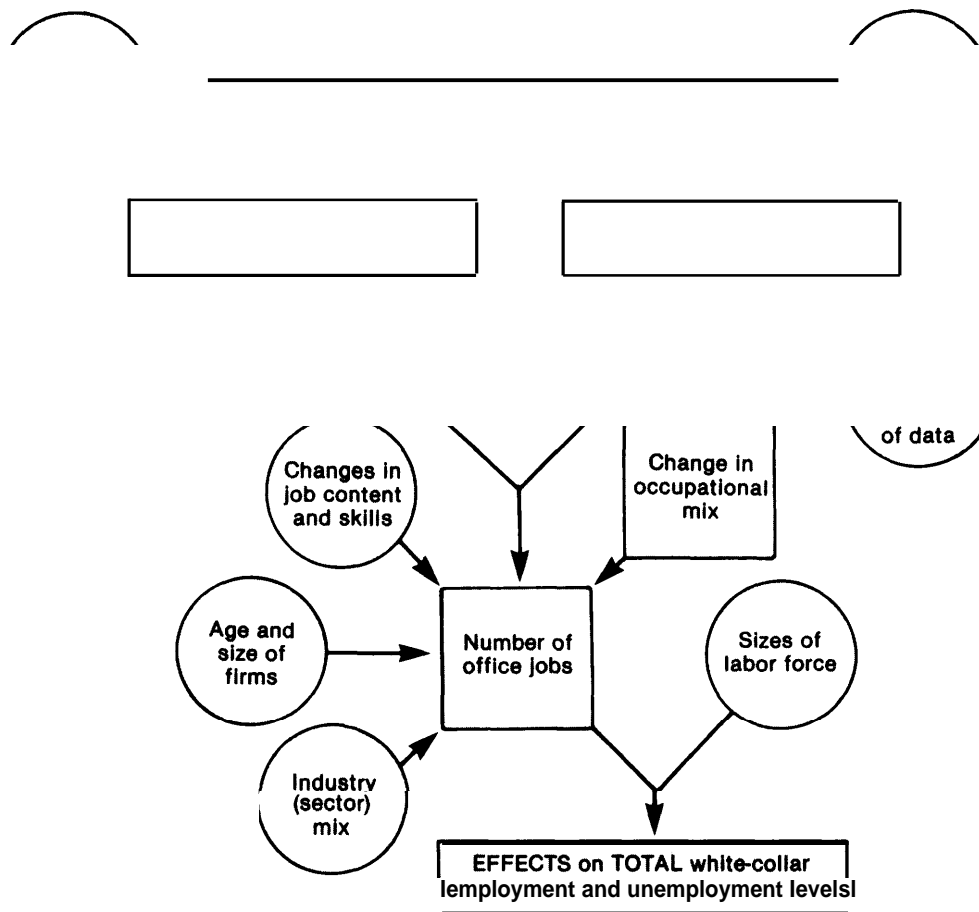 of data
Changes in
job content
and skills
Change in
occupational
mix
Age and
size of
firms
Number of
office jobs
Sizes of
labor force
Industry
(sector)
mix
EFFECTS on TOTAL white-collar
employment and unemployment levels